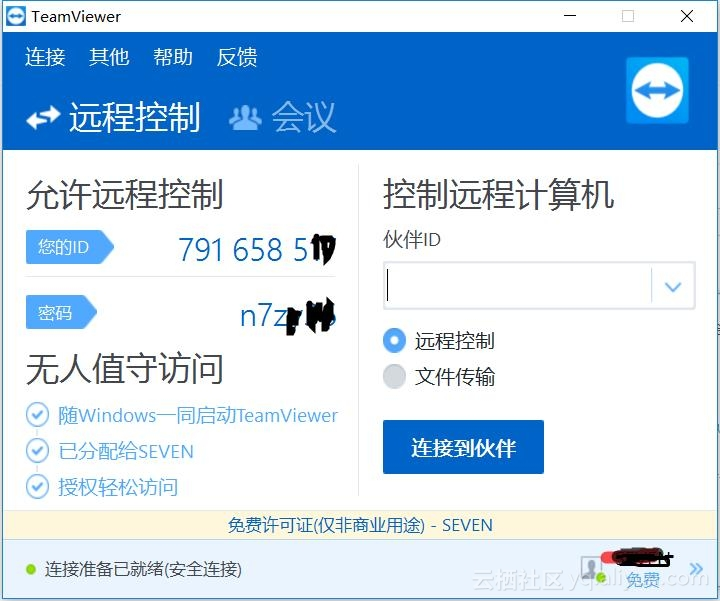 TeamViewer
连接 其他 帮助 反馈
远程控制 会议
允许远程控制
您的ID 791 658 5
密码 n7z
无人值守访问
随Windows一同启动TeamViewer
已分配给SEVEN
授权轻松访问
控制远程计算机
伙伴ID
远程控制
文件传输
连接到伙伴
免费许可证(仅非商业用途) - SEVEN
连接准备已就绪(安全连接)
免费
云栖社区 yq.aliyun.com